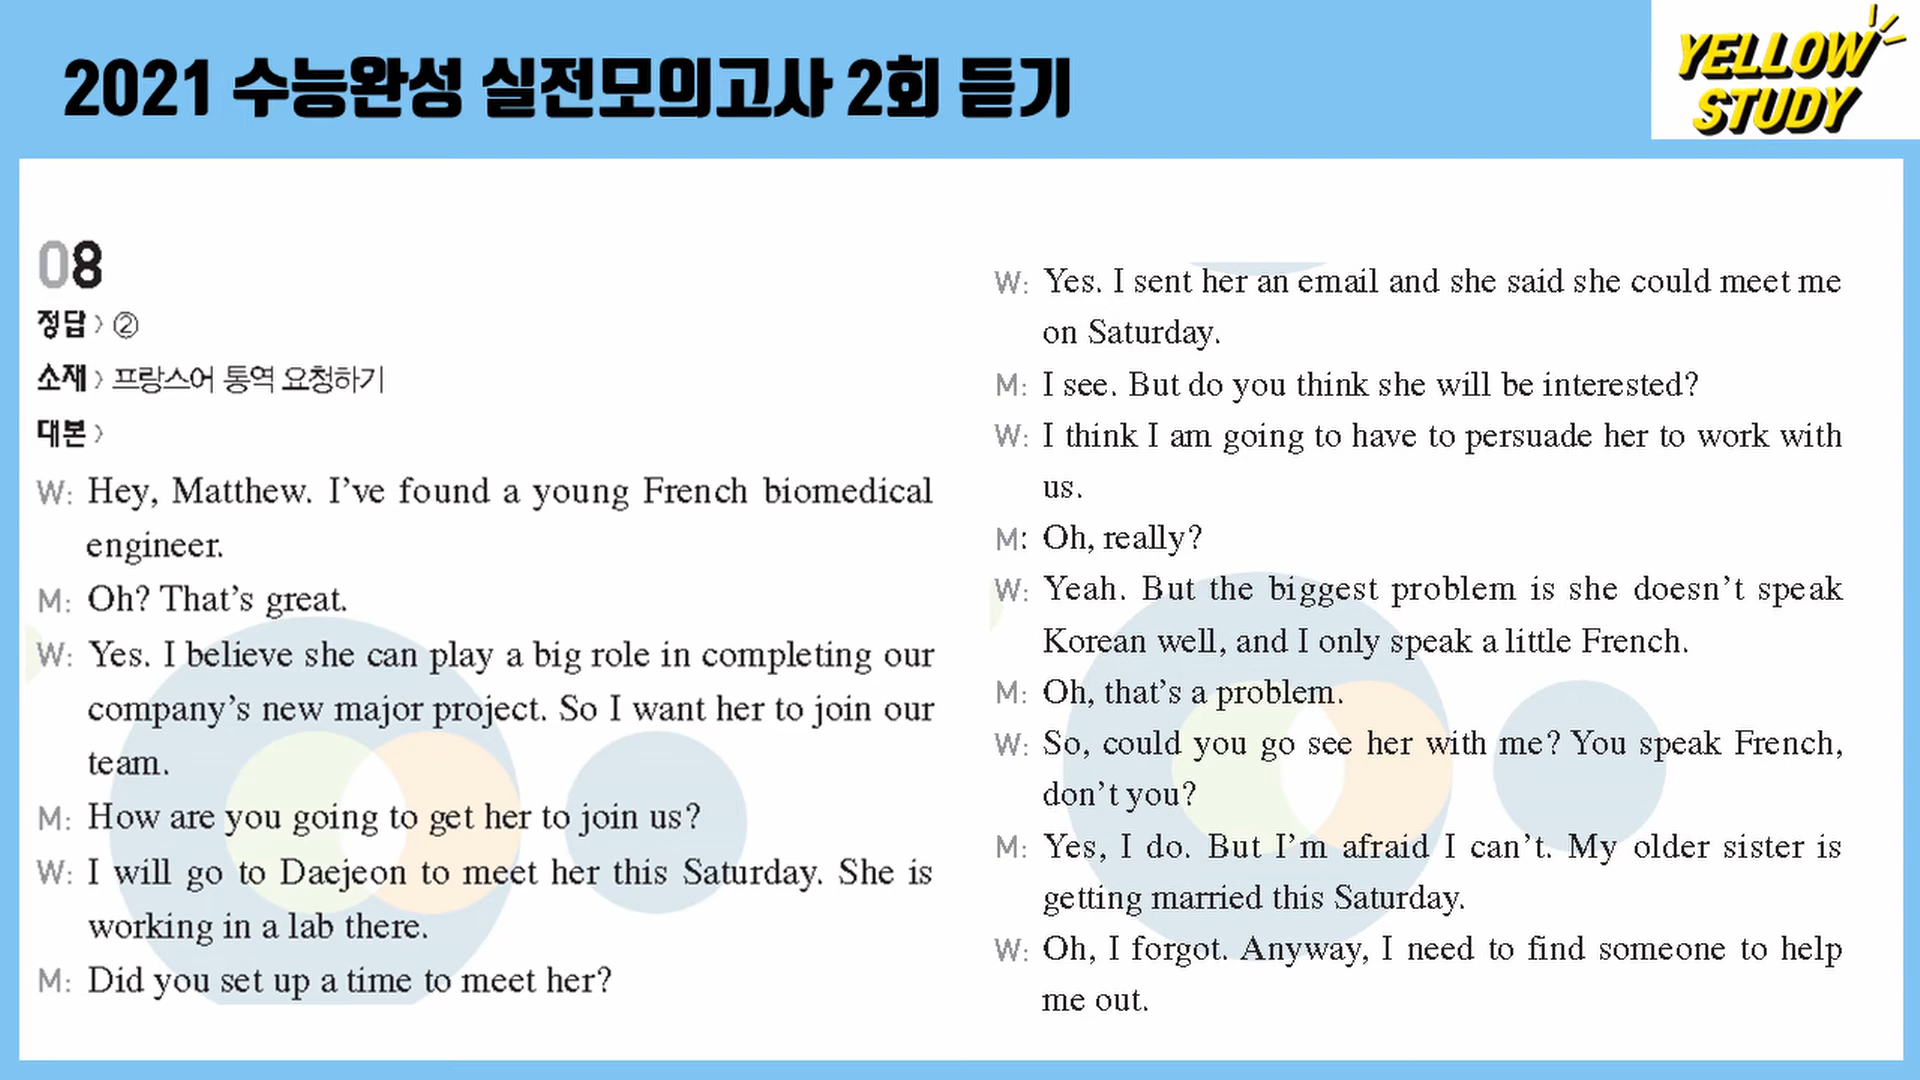 2021 수능완성 실전모의고사 2회 듣기
YELLOW
STUDY
08
정답 > ②
소재 > 프랑스어 통역 요청하기
대본 >
W: Hey, Matthew. I’ve found a young French biomedical
engineer.
M: Oh? That’s great.
W: Yes. I believe she can play a big role in completing our
company’s new major project. So I want her to join our
team.
M: How are you going to get her to join us?
W: I will go to Daejeon to meet her this Saturday. She is
working in a lab there.
M: Did you set up a time to meet her?
W: Yes. I sent her an email and she said she could meet me
on Saturday.
M: I see. But do you think she will be interested?
W: I think I am going to have to persuade her to work with
us.
M: Oh, really?
W: Yeah. But the biggest problem is she doesn’t speak
Korean well, and I only speak a little French.
M: Oh, that’s a problem.
W: So, could you go see her with me? You speak French,
don’t you?
M: Yes, I do. But I’m afraid I can’t. My older sister is
getting married this Saturday.
W: Oh, I forgot. Anyway, I need to find someone to help
me out.